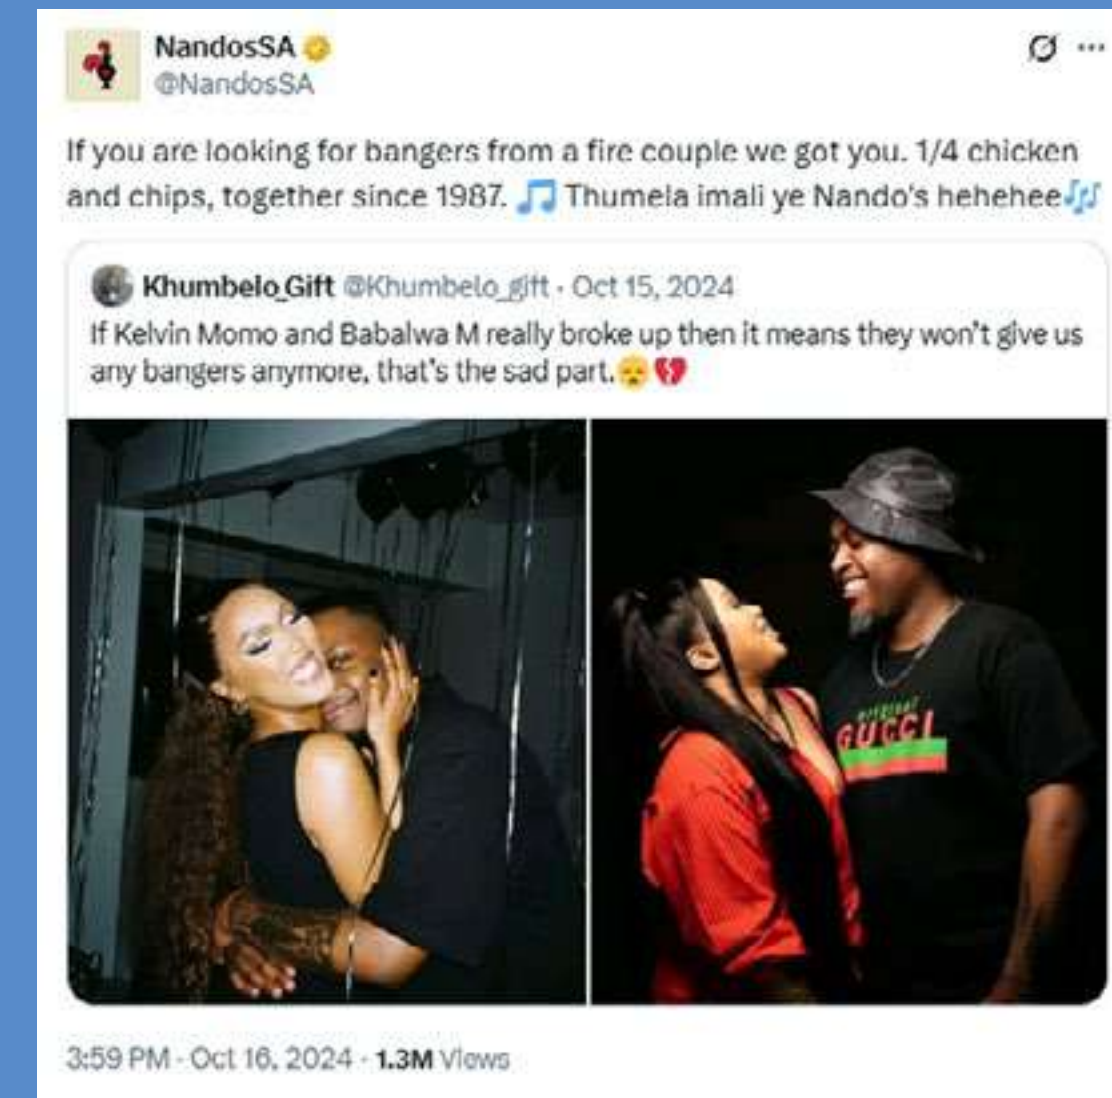 NandosSA
@NandosSA
If you are looking for bangers from a fire couple we got you. 1/4 chicken
and chips, together since 1987. 🎵 Thumela imali ye Nando's hehehee🎶
Khumbelo_Gift @Khumbelo_gift · Oct 15, 2024
If Kelvin Momo and Babalwa M really broke up then it means they won't give us
any bangers anymore, that's the sad part.😞💔
original
GUCCI
3:59 PM · Oct 16, 2024 · 1.3M Views